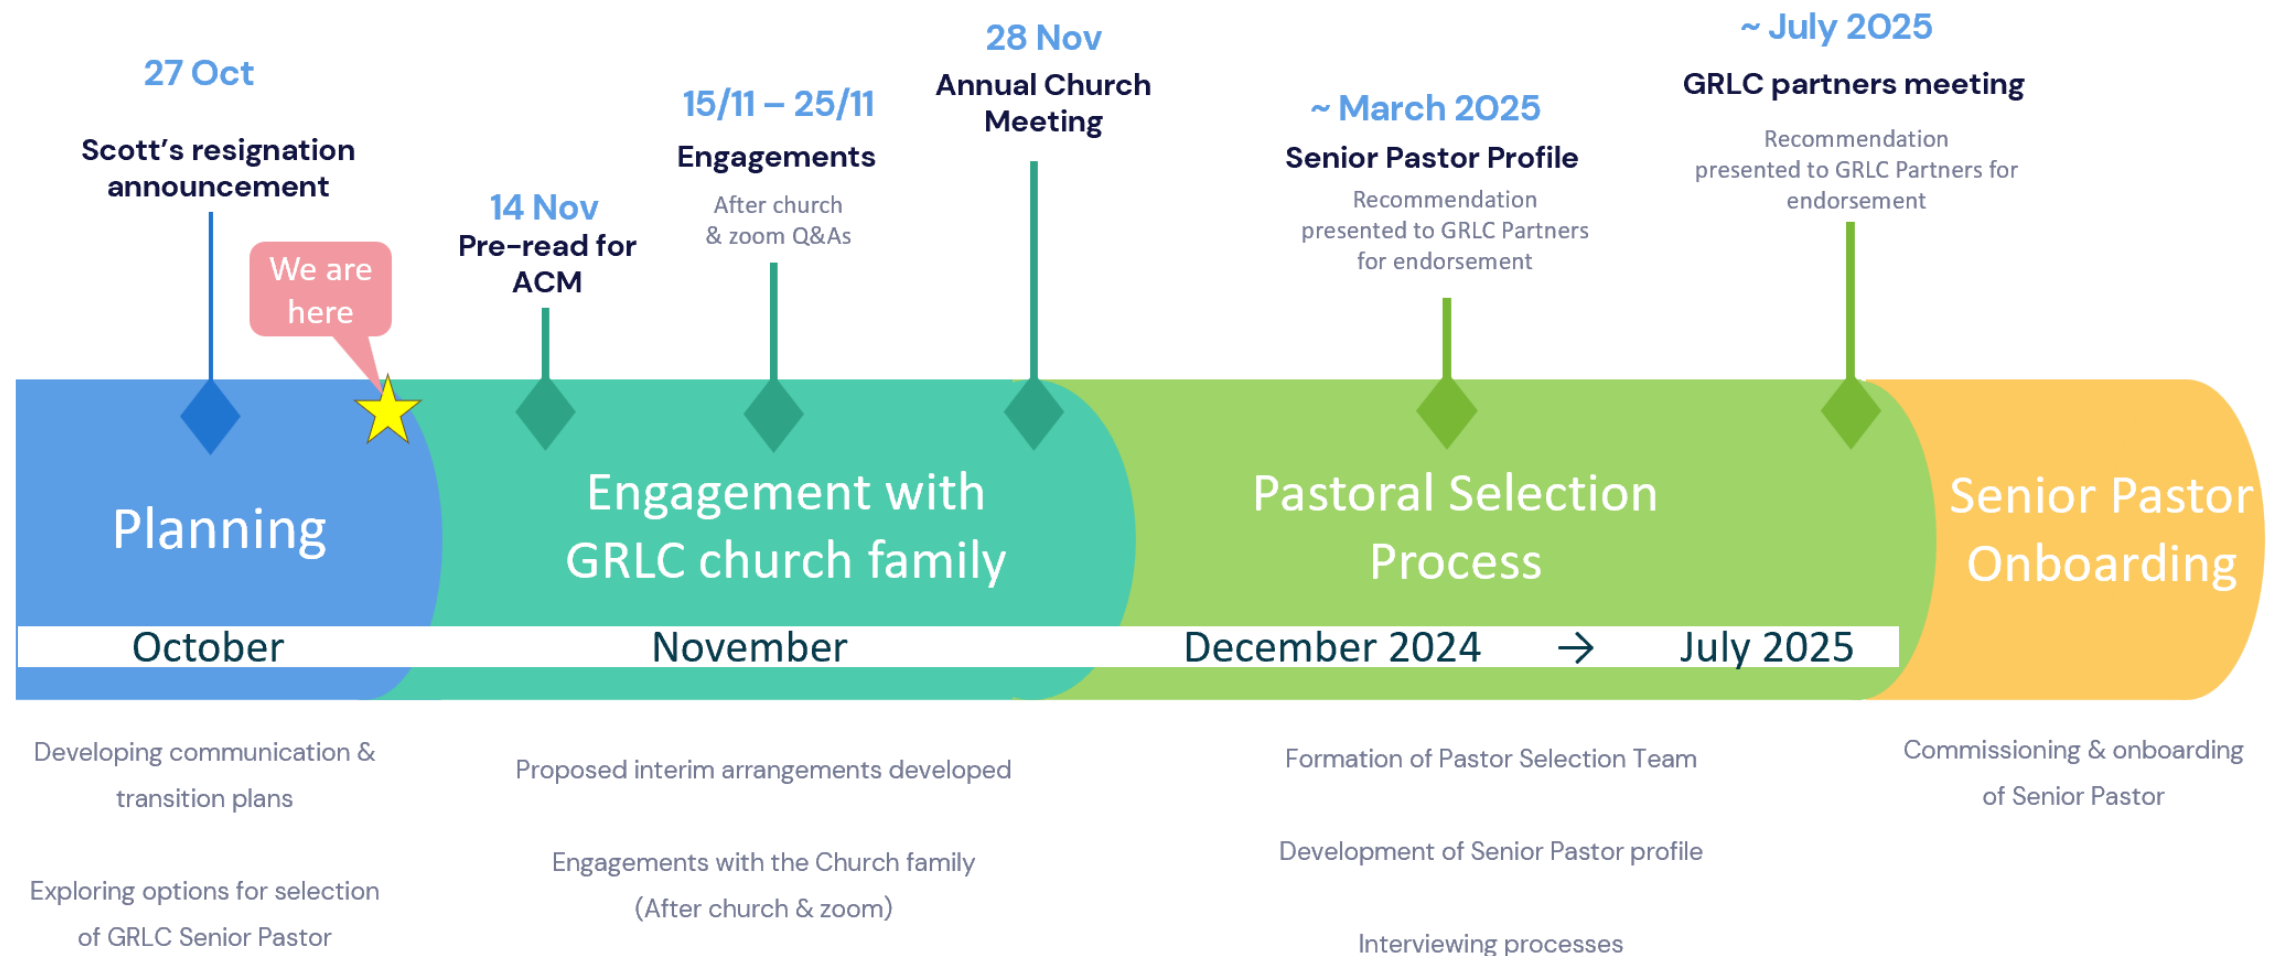 27 Oct
Scott's resignation
announcement
We are
here
14 Nov
Pre-read for
ACM
15/11 – 25/11
Engagements
After church
& zoom Q&As
28 Nov
Annual Church
Meeting
~ March 2025
Senior Pastor Profile
Recommendation
presented to GRLC Partners
for endorsement
~ July 2025
GRLC partners meeting
Recommendation
presented to GRLC Partners for
endorsement
Planning
Engagement with
GRLC church family
Pastoral Selection
Process
Senior Pastor
Onboarding
October
November
December 2024 → July 2025
Developing communication &
transition plans
Exploring options for selection
of GRLC Senior Pastor
Proposed interim arrangements developed
Engagements with the Church family
(After church & zoom)
Formation of Pastor Selection Team
Development of Senior Pastor profile
Interviewing processes
Commissioning & onboarding
of Senior Pastor